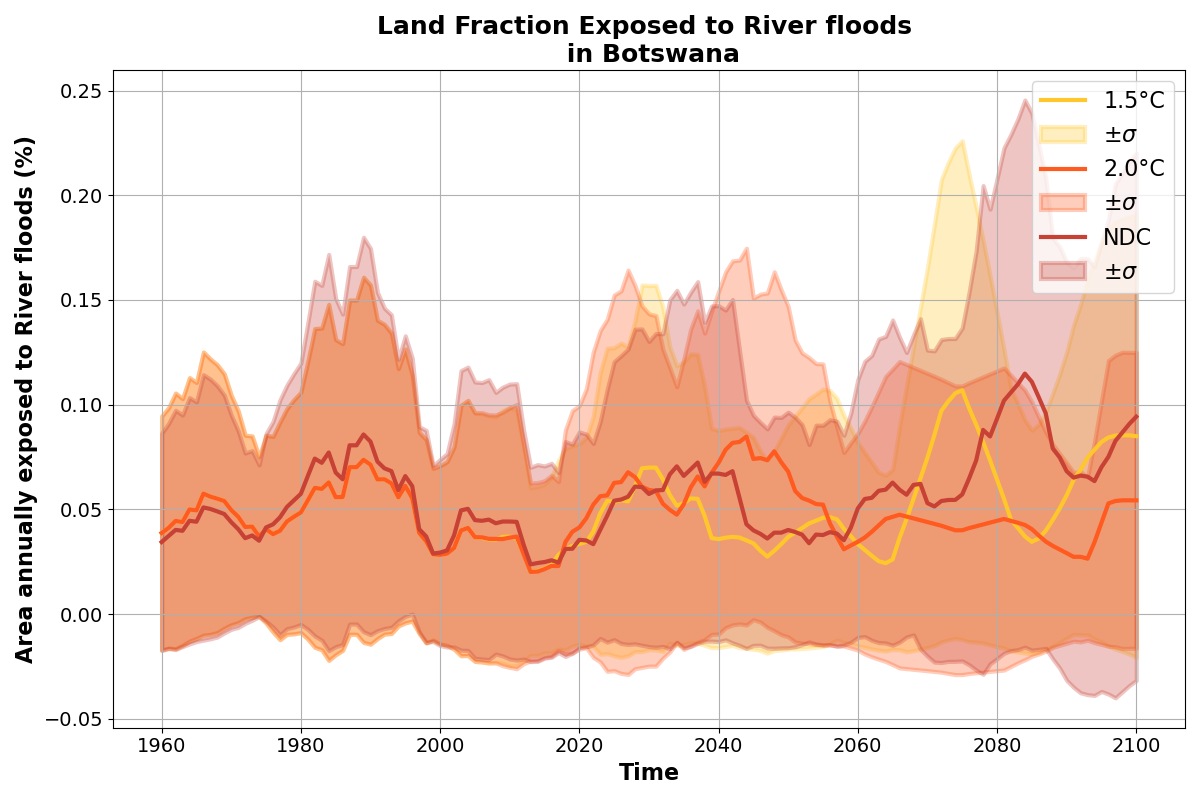 Land Fraction Exposed to River floods
in Botswana
Area annually exposed to River floods (%)
0.25
0.20
0.15
0.10
0.05
0.00
−0.05
1960
1980
2000
2020
2040
2060
2080
2100
Time
1.5°C
±σ
2.0°C
±σ
NDC
±σ